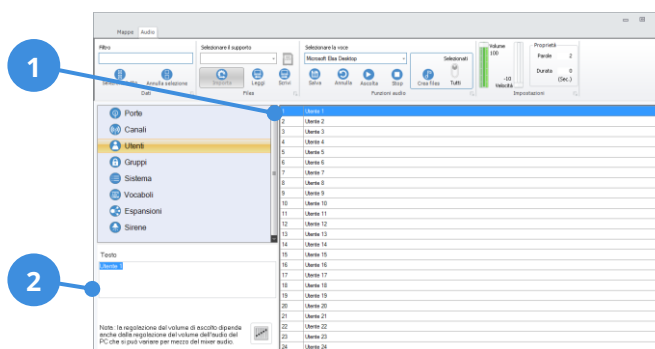 Mappe Audio
Filtro
Selezionare il supporto
Selezionare la voce
Microsoft Elsa Desktop
Selezionati
Volume
100
-10
Velocità
Proprietà
Parole 2
Durata 0
(Sec.)
Annulla selezione
Importa
Leggi
Scrivi
Salva
Annulla
Ascolta
Stop
Crea files
Tutti
Dati
Files
Funzioni audio
Impostazioni
1
Porte
Canali
Utenti
Gruppi
Sistema
Vocaboli
Espansioni
Sirene
1 Utente 1
2 Utente 2
3 Utente 3
4 Utente 4
5 Utente 5
6 Utente 6
7 Utente 7
8 Utente 8
9 Utente 9
10 Utente 10
11 Utente 11
12 Utente 12
13 Utente 13
14 Utente 14
15 Utente 15
16 Utente 16
17 Utente 17
18 Utente 18
19 Utente 19
20 Utente 20
21 Utente 21
22 Utente 22
23 Utente 23
24 Utente 24
Testo
Utente 1
2
Note: la regolazione del volume di ascolto dipende
anche dalla regolazione del volume dell'audio del
PC che si può variare per mezzo del mixer audio.